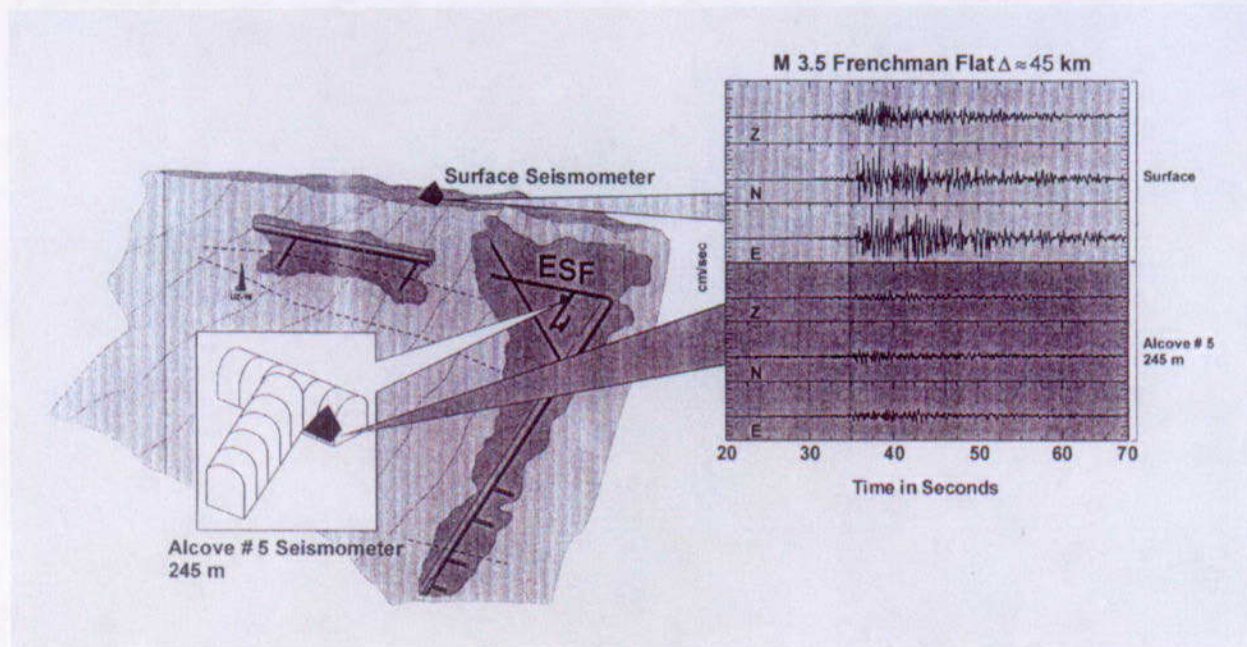 M 3.5 Frenchman Flat Δ ≈ 45 km
Surface Seismometer
Z
N
E
Surface
ESF
cm/sec
Z
N
E
Alcove # 5
245 m
20 30 40 50 60 70
Time in Seconds
Alcove # 5 Seismometer
245 m